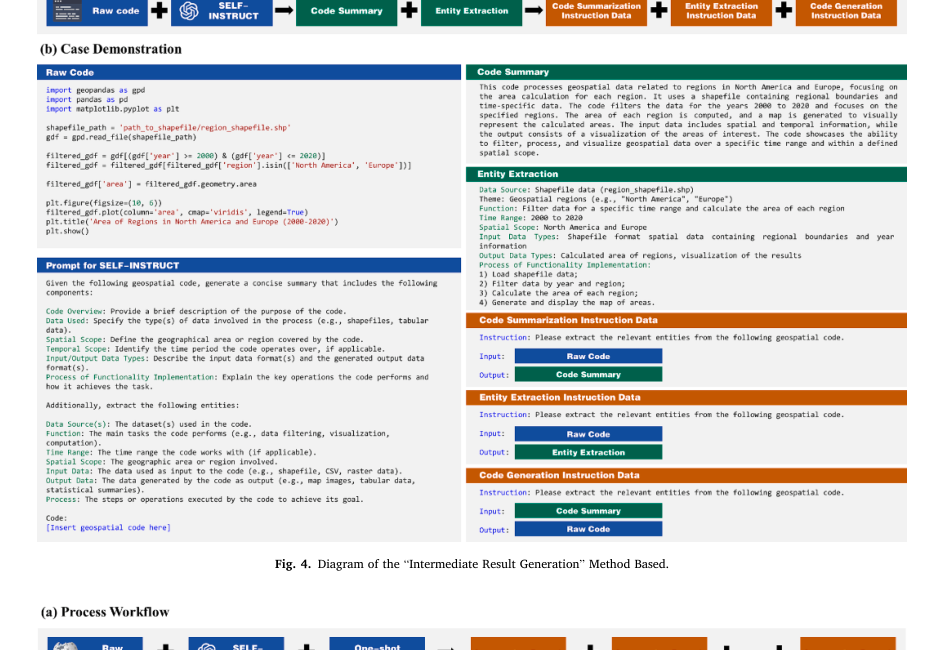 Raw code
SELF-
INSTRUCT
Code Summary
Entity Extraction
Code Summarization
Instruction Data
Entity Extraction
Instruction Data
Code Generation
Instruction Data
(b) Case Demonstration
Raw Code
import geopandas as gpd
import pandas as pd
import matplotlib.pyplot as plt
shapefile_path = 'path_to_shapefile/region_shapefile.shp'
gdf = gpd.read_file(shapefile_path)
filtered_gdf = gdf[(gdf['year'] >= 2000) & (gdf['year'] <= 2020)]
filtered_gdf = filtered_gdf[filtered_gdf['region'].isin(['North America', 'Europe'])]
filtered_gdf['area'] = filtered_gdf.geometry.area
plt.figure(figsize=(10, 6))
filtered_gdf.plot(column='area', cmap='viridis', legend=True)
plt.title('Area of Regions in North America and Europe (2000-2020)')
plt.show()
Prompt for SELF-INSTRUCT
Given the following geospatial code, generate a concise summary that includes the following
components:
Code Overview: Provide a brief description of the purpose of the code.
Data Used: Specify the type(s) of data involved in the process (e.g., shapefiles, tabular
data).
Spatial Scope: Define the geographical area or region covered by the code.
Temporal Scope: Identify the time period the code operates over, if applicable.
Input/Output Data Types: Describe the input data format(s) and the generated output data
format(s).
Process of Functionality Implementation: Explain the key operations the code performs and
how it achieves the task.
Additionally, extract the following entities:
Data Source(s): The dataset(s) used in the code.
Function: The main tasks the code performs (e.g., data filtering, visualization,
computation).
Time Range: The time range the code works with (if applicable).
Spatial Scope: The geographic area or region involved.
Input Data: The data used as input to the code (e.g., shapefile, CSV, raster data).
Output Data: The data generated by the code as output (e.g., map images, tabular data,
statistical summaries).
Process: The steps or operations executed by the code to achieve its goal.
Code:
[Insert geospatial code here]
Code Summary
This code processes geospatial data related to regions in North America and Europe, focusing on
the area calculation for each region. It uses a shapefile containing regional boundaries and
time-specific data. The code filters the data for the years 2000 to 2020 and focuses on the
specified regions. The area of each region is computed, and a map is generated to visually
represent the calculated areas. The input data includes spatial and temporal information, while
the output consists of a visualization of the areas of interest. The code showcases the ability
to filter, process, and visualize geospatial data over a specific time range and within a defined
spatial scope.
Entity Extraction
Data Source: Shapefile data (region_shapefile.shp)
Theme: Geospatial regions (e.g., "North America", "Europe")
Function: Filter data for a specific time range and calculate the area of each region
Time Range: 2000 to 2020
Spatial Scope: North America and Europe
Input Data Types: Shapefile format spatial data containing regional boundaries and year
information
Output Data Types: Calculated area of regions, visualization of the results
Process of Functionality Implementation:
1) Load shapefile data;
2) Filter data by year and region;
3) Calculate the area of each region;
4) Generate and display the map of areas.
Code Summarization Instruction Data
Instruction: Please extract the relevant entities from the following geospatial code.
Input: Raw Code
Output: Code Summary
Entity Extraction Instruction Data
Instruction: Please extract the relevant entities from the following geospatial code.
Input: Raw Code
Output: Entity Extraction
Code Generation Instruction Data
Instruction: Please extract the relevant entities from the following geospatial code.
Input: Code Summary
Output: Raw Code
Fig. 4. Diagram of the “Intermediate Result Generation” Method Based.
(a) Process Workflow
Raw
SELF-
One-shot